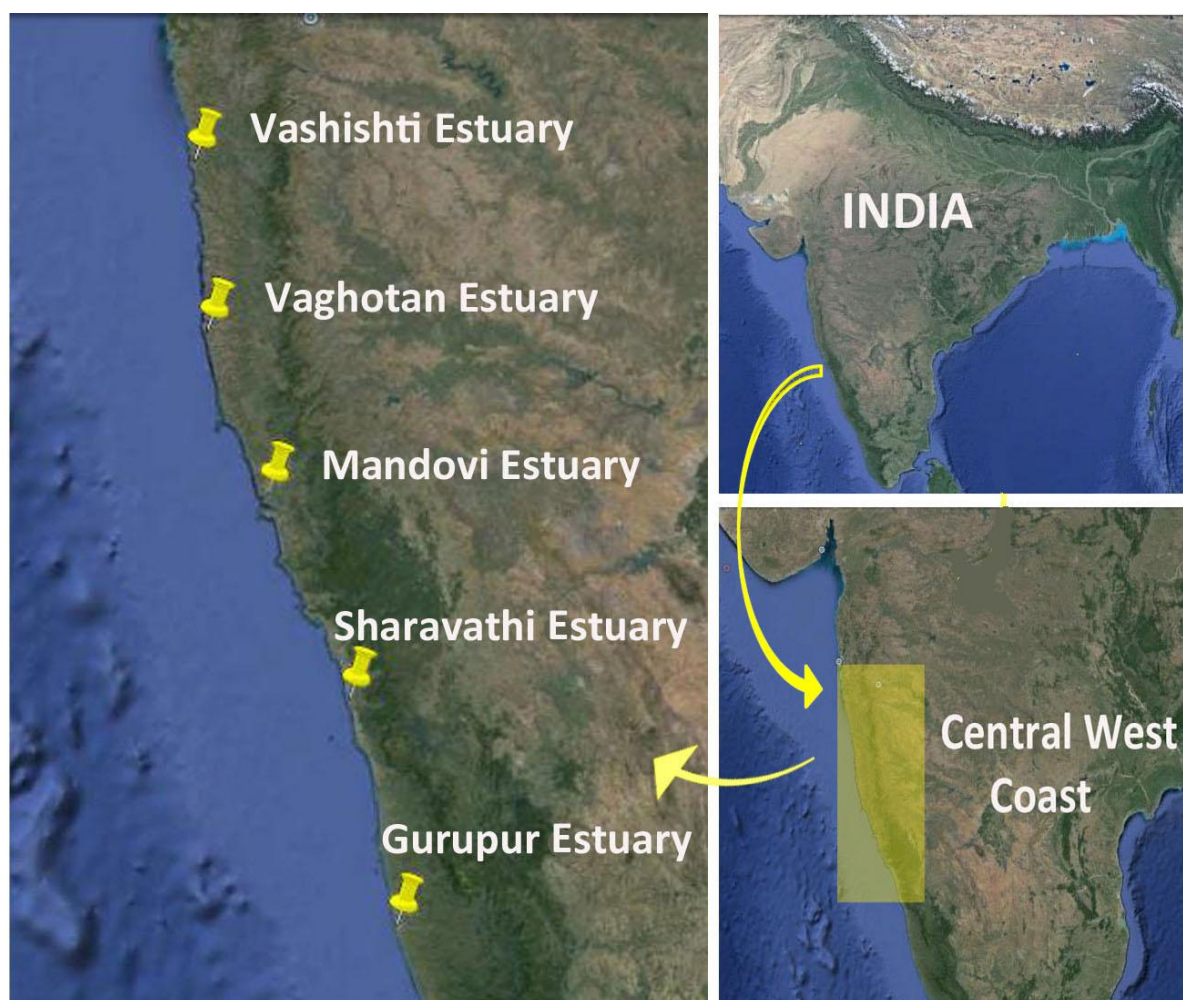 Vashishti Estuary
Vaghotan Estuary
Mandovi Estuary
Sharavathi Estuary
Gurupur Estuary
INDIA
Central West
Coast